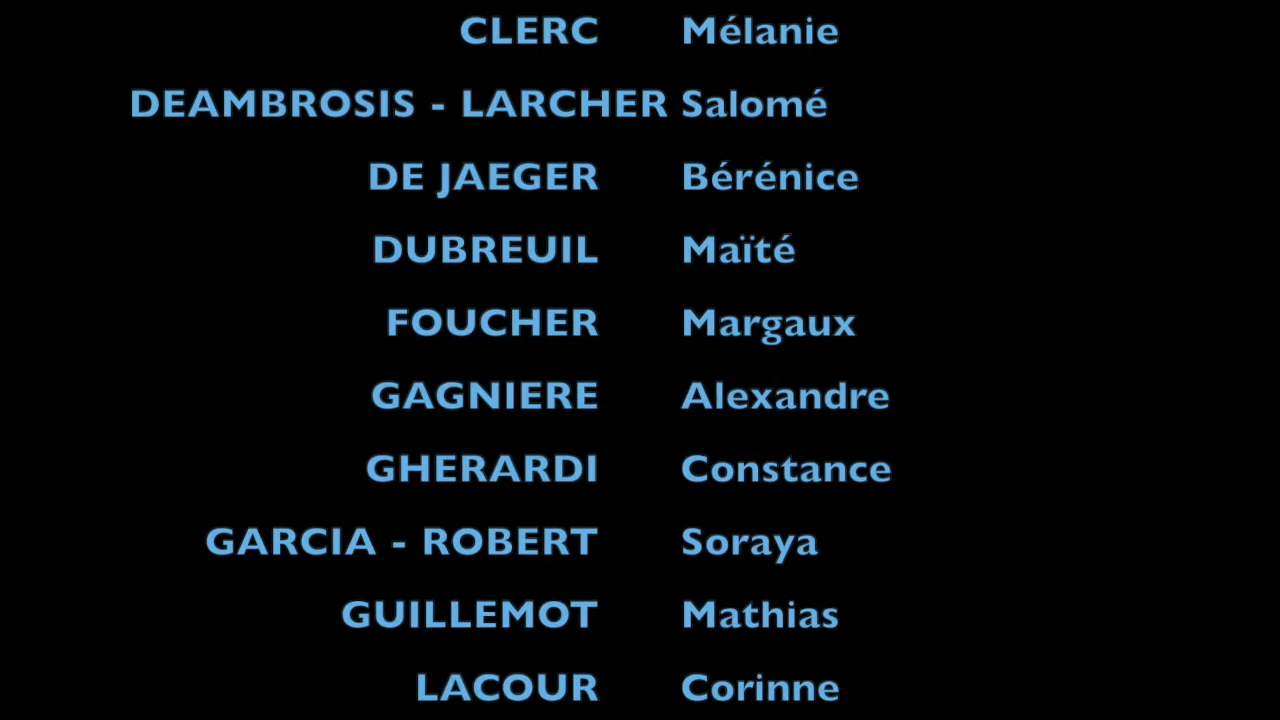 CLERC Mélanie
DEAMBROSIS - LARCHER Salomé
DE JAEGER Bérénice
DUBREUIL Maïté
FOUCHER Margaux
GAGNIERE Alexandre
GHERARDI Constance
GARCIA - ROBERT Soraya
GUILLEMOT Mathias
LACOUR Corinne